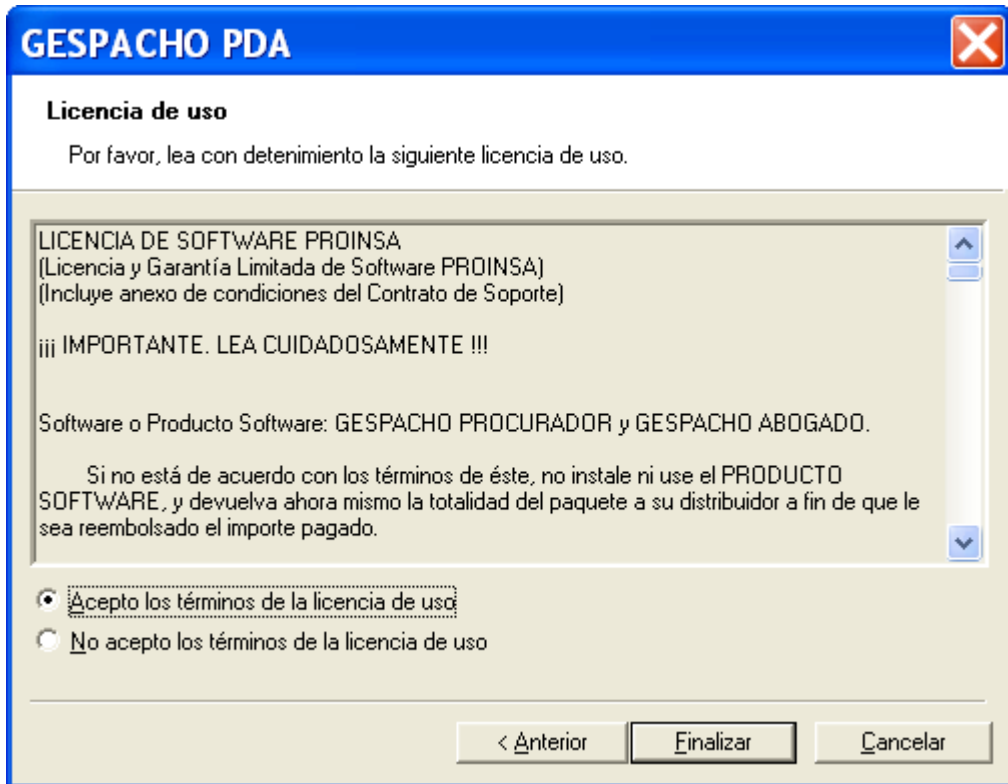 GESPACHO PDA
Licencia de uso
Por favor, lea con detenimiento la siguiente licencia de uso.
LICENCIA DE SOFTWARE PROINSA
(Licencia y Garantía Limitada de Software PROINSA)
(Incluye anexo de condiciones del Contrato de Soporte)
¡¡¡ IMPORTANTE. LEA CUIDADOSAMENTE !!!
Software o Producto Software: GESPACHO PROCURADOR y GESPACHO ABOGADO.
Si no está de acuerdo con los términos de éste, no instale ni use el PRODUCTO
SOFTWARE, y devuelva ahora mismo la totalidad del paquete a su distribuidor a fin de que le
sea reembolsado el importe pagado.
Acepto los términos de la licencia de uso
No acepto los términos de la licencia de uso
< Anterior Finalizar Cancelar